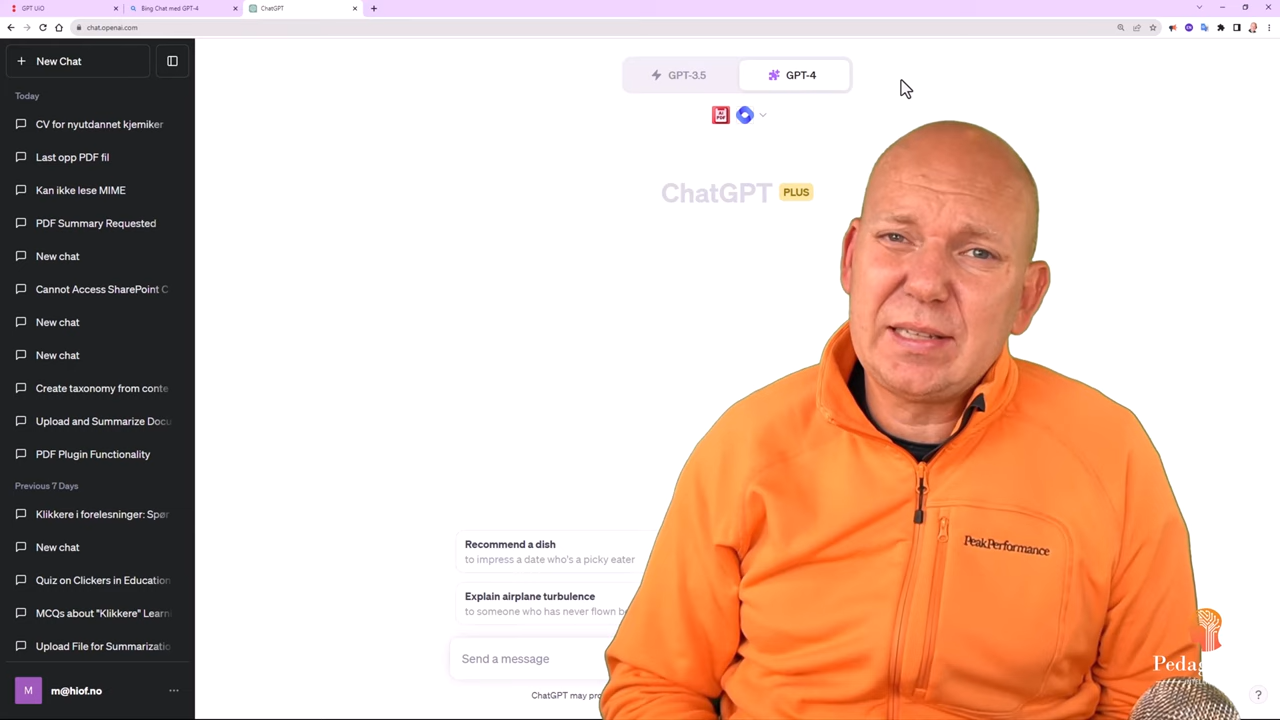 GPT UiO
Bing Chat med GPT-4
ChatGPT
chat.openai.com
New Chat
Today
CV for nyutdannet kjemiker
Last opp PDF fil
Kan ikke lese MIME
PDF Summary Requested
New chat
Cannot Access SharePoint C
New chat
New chat
Create taxonomy from conte
Upload and Summarize Docu
PDF Plugin Functionality
Previous 7 Days
Klikkere i forelesninger: Spør
New chat
Quiz on Clickers in Education
MCQs about "Klikkere" Learni
Upload File for Summarizatio
M
m@hiof.no
GPT-3.5
GPT-4
PDF
ChatGPT PLUS
Recommend a dish
to impress a date who's a picky eater
Explain airplane turbulence
to someone who has never flown be
Send a message
ChatGPT may pro
PeakPerformance
Pedag
?